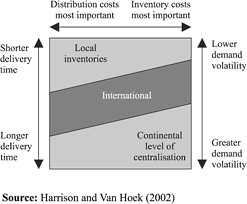 Distribution costs
most important
Inventory costs
most important
Shorter
delivery
time
Local
inventories
Lower
demand
volatility
International
Longer
delivery
time
Continental
level of
centralisation
Greater
demand
volatility
Source: Harrison and Van Hoek (2002)